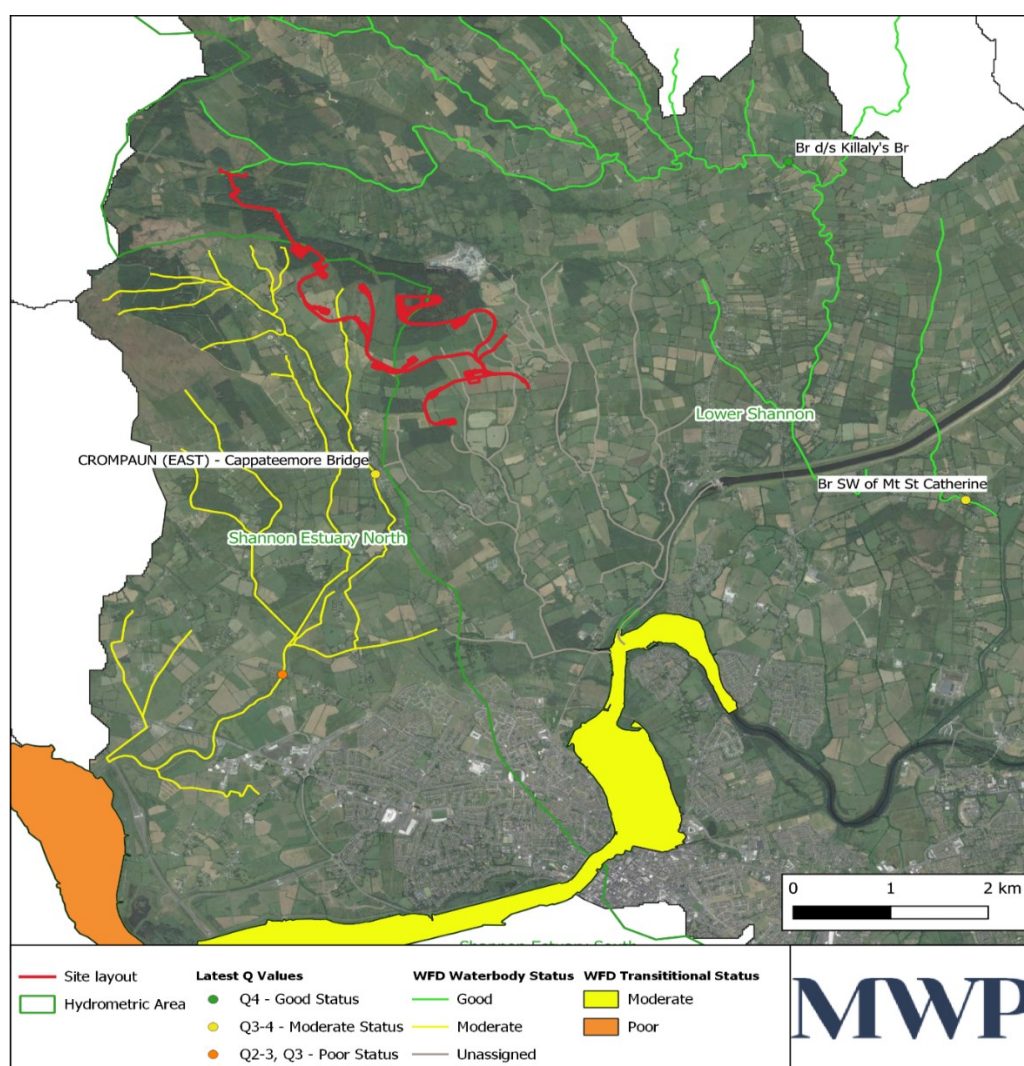 Br d/s Killaly's Br
Lower Shannon
CROMPAUN (EAST) - Cappateemore Bridge
Br SW of Mt St Catherine
Shannon Estuary North
0 1 2 km
Shannon Estuary South
Site layout
Hydrometric Area
Latest Q Values
Q4 - Good Status
Q3-4 - Moderate Status
Q2-3, Q3 - Poor Status
WFD Waterbody Status
Good
Moderate
Unassigned
WFD Transititional Status
Moderate
Poor
MWP